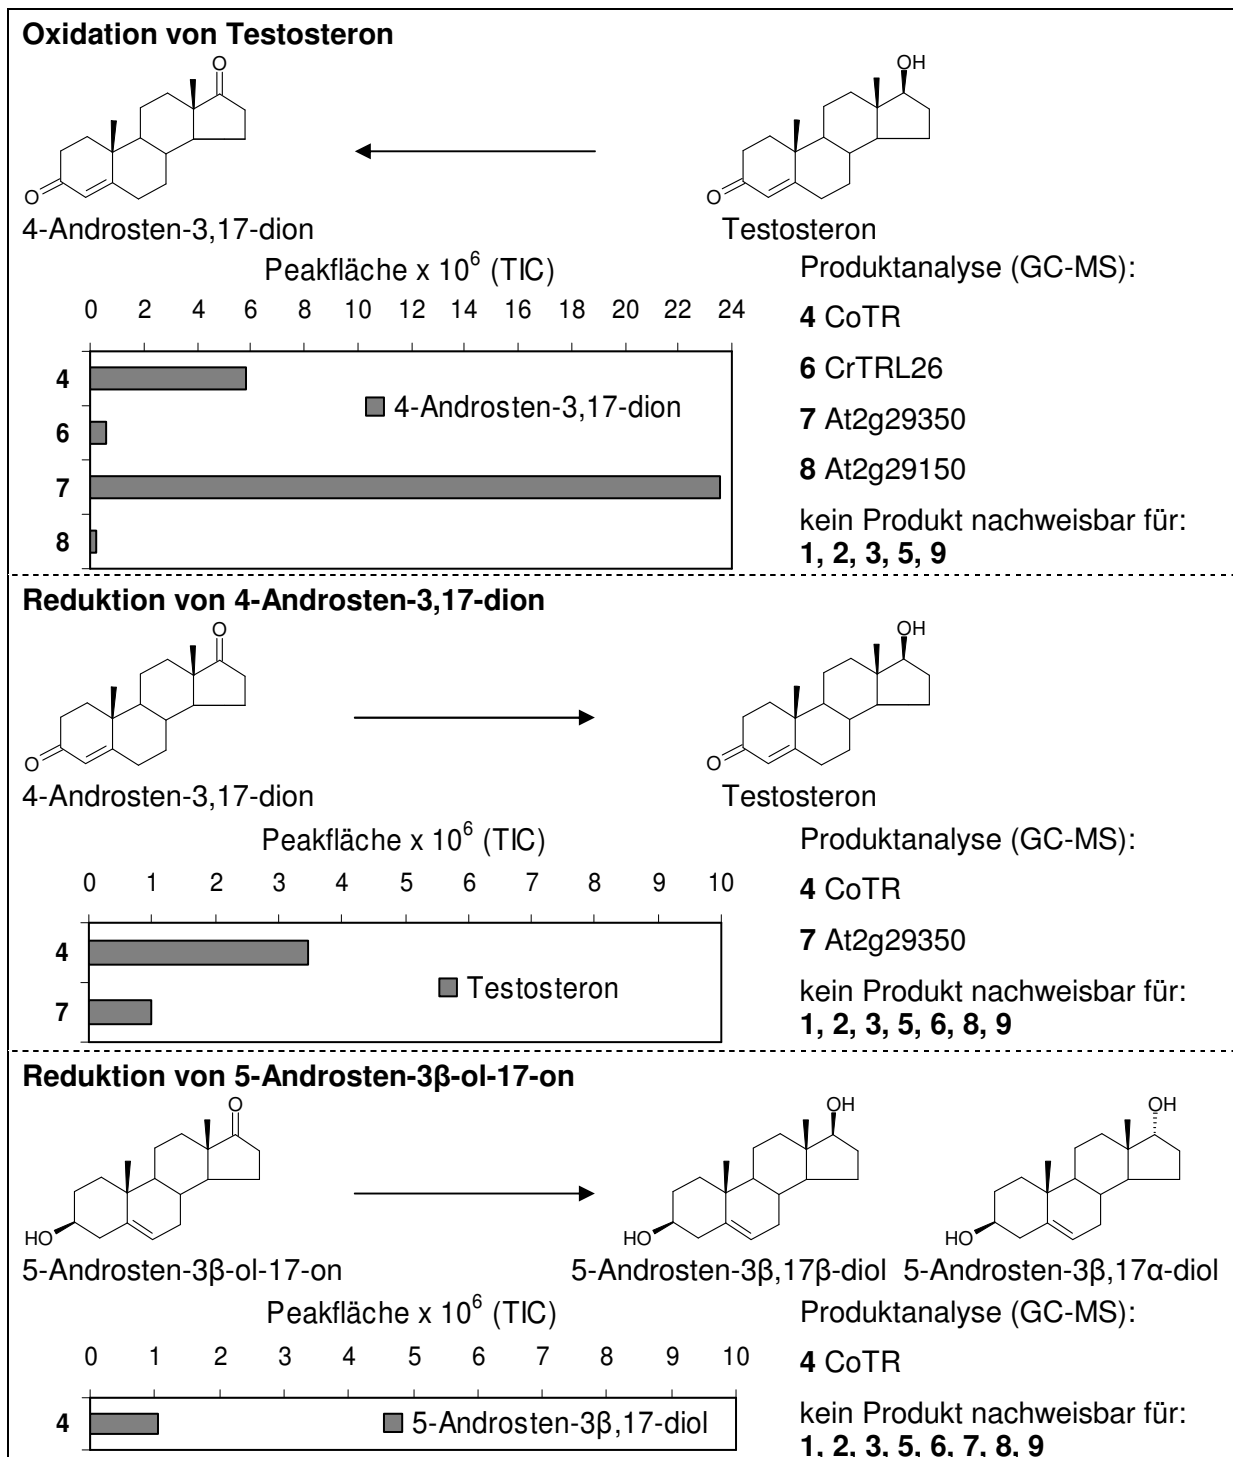 Oxidation von Testosteron
O
OH
O
O
4-Androsten-3,17-dion
Testosteron
Peakfläche x 10^6 (TIC)
Produktanalyse (GC-MS):
0 2 4 6 8 10 12 14 16 18 20 22 24
4 CoTR
4
4-Androsten-3,17-dion
6 CrTRL26
6
7 At2g29350
7
8 At2g29150
8
kein Produkt nachweisbar für:
1, 2, 3, 5, 9
Reduktion von 4-Androsten-3,17-dion
O
OH
O
O
4-Androsten-3,17-dion
Testosteron
Peakfläche x 10^6 (TIC)
Produktanalyse (GC-MS):
0 1 2 3 4 5 6 7 8 9 10
4 CoTR
4
7 At2g29350
Testosteron
7
kein Produkt nachweisbar für:
1, 2, 3, 5, 6, 8, 9
Reduktion von 5-Androsten-3β-ol-17-on
O
OH
OH
HO
HO
HO
5-Androsten-3β-ol-17-on
5-Androsten-3β,17β-diol
5-Androsten-3β,17α-diol
Peakfläche x 10^6 (TIC)
Produktanalyse (GC-MS):
0 1 2 3 4 5 6 7 8 9 10
4 CoTR
4
5-Androsten-3β,17-diol
kein Produkt nachweisbar für:
1, 2, 3, 5, 6, 7, 8, 9